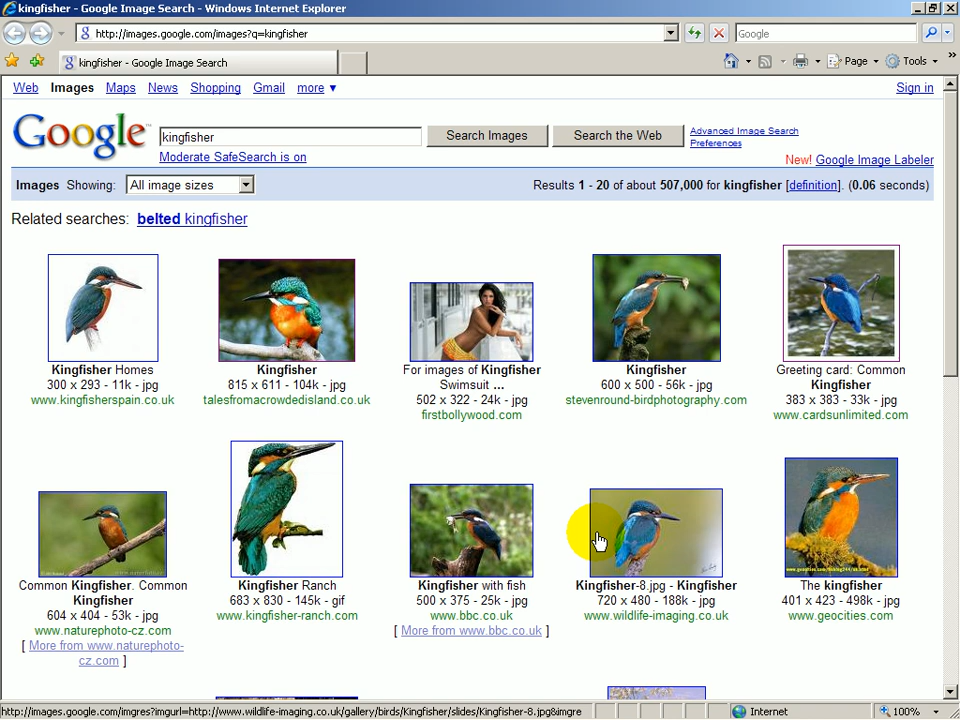 kingfisher - Google Image Search - Windows Internet Explorer
http://images.google.com/images?q=kingfisher
Google
kingfisher - Google Image Search
Page
Tools
Web Images Maps News Shopping Gmail more ▼
Sign in
Google
kingfisher
Search Images
Search the Web
Advanced Image Search
Preferences
Moderate SafeSearch is on
New! Google Image Labeler
Images Showing: All image sizes
Results 1 - 20 of about 507,000 for kingfisher [definition]. (0.06 seconds)
Related searches: belted kingfisher
Kingfisher Homes
300 x 293 - 11k - jpg
www.kingfisherspain.co.uk
Kingfisher
815 x 611 - 104k - jpg
talesfromacrowdedisland.co.uk
For images of Kingfisher
Swimsuit ...
502 x 322 - 24k - jpg
firstbollywood.com
Kingfisher
600 x 500 - 56k - jpg
stevenround-birdphotography.com
Greeting card: Common
Kingfisher
383 x 383 - 33k - jpg
www.cardsunlimited.com
Common Kingfisher. Common
Kingfisher
604 x 404 - 53k - jpg
www.naturephoto-cz.com
[ More from www.naturephoto-
cz.com ]
Kingfisher Ranch
683 x 830 - 145k - gif
www.kingfisher-ranch.com
Kingfisher with fish
500 x 375 - 25k - jpg
www.bbc.co.uk
[ More from www.bbc.co.uk ]
Kingfisher-8.jpg - Kingfisher
720 x 480 - 188k - jpg
www.wildlife-imaging.co.uk
The kingfisher
401 x 423 - 498k - jpg
www.geocities.com
http://images.google.com/imgres?imgurl=http://www.wildlife-imaging.co.uk/gallery/birds/Kingfisher/slides/Kingfisher-8.jpg&imgre
Internet
100%